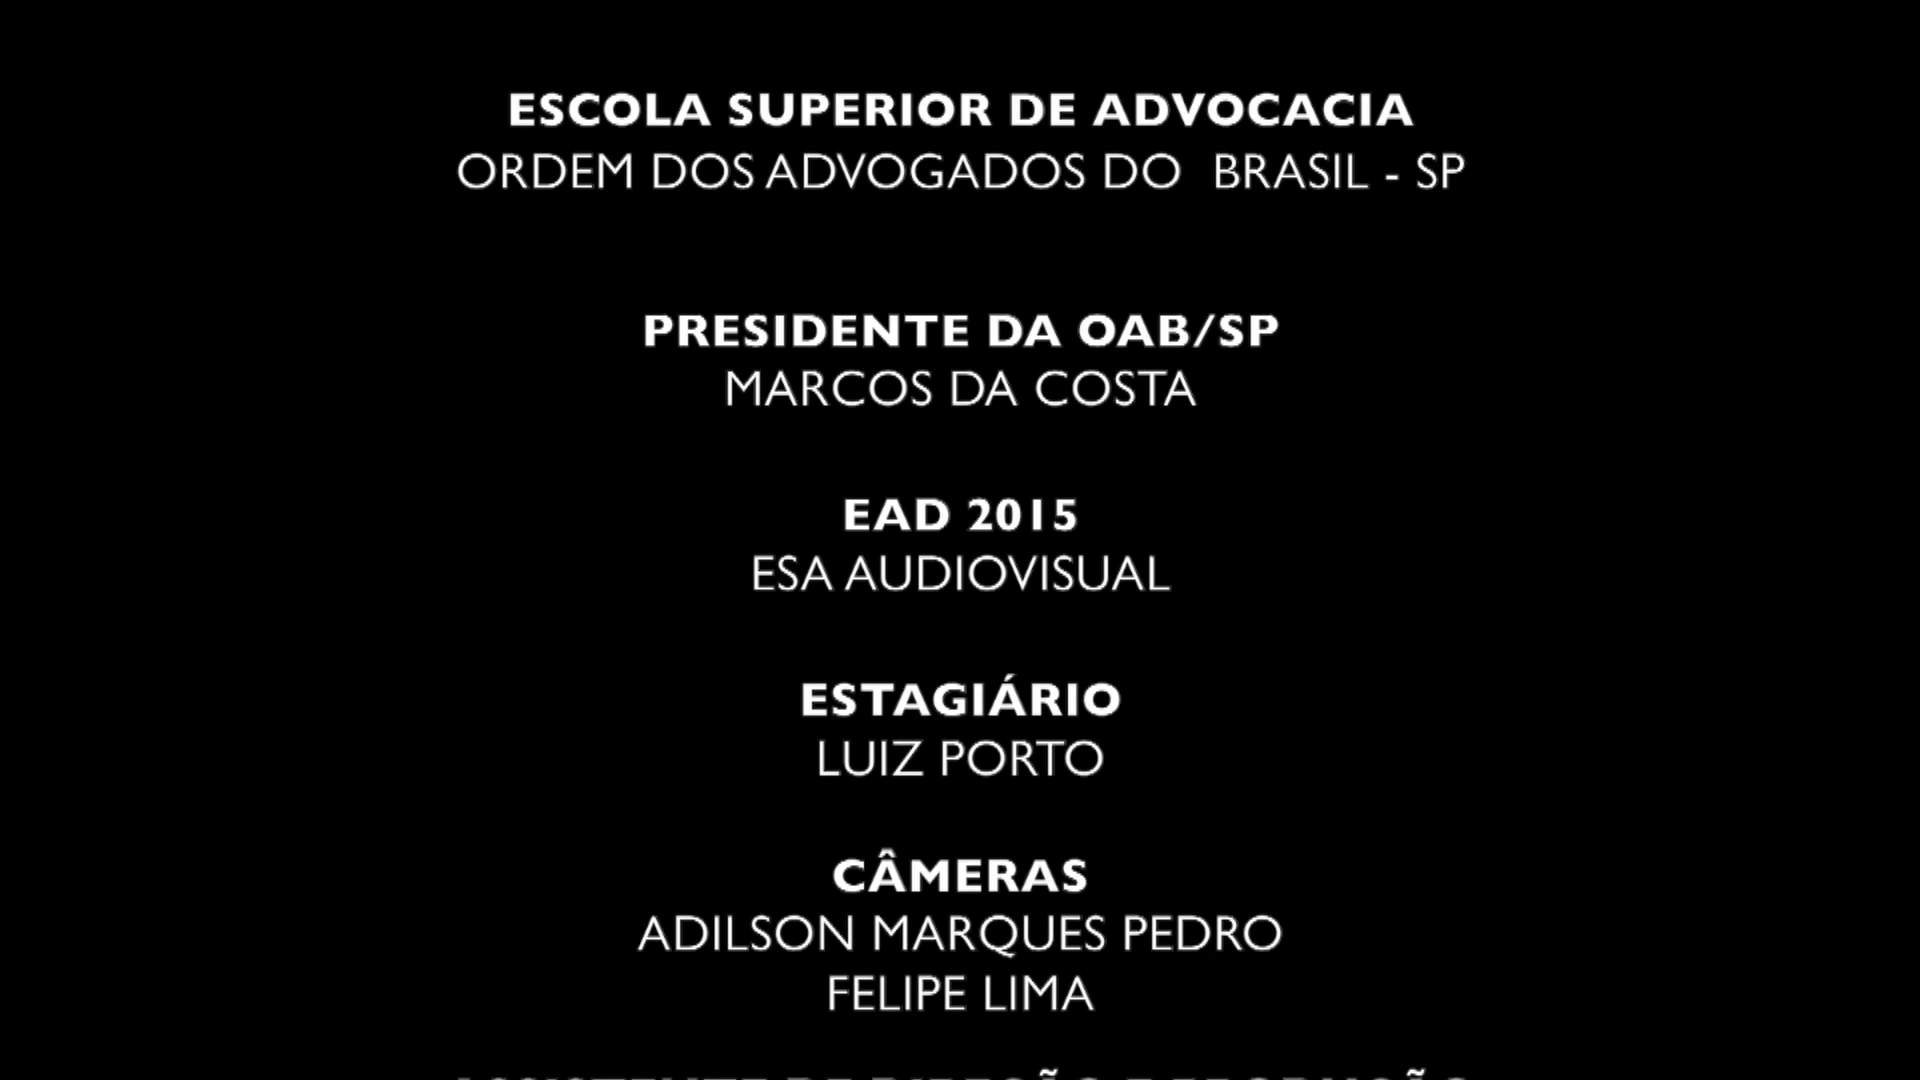 ESCOLA SUPERIOR DE ADVOCACIA
ORDEM DOS ADVOGADOS DO  BRASIL - SP
PRESIDENTE DA OAB/SP
MARCOS DA COSTA
EAD 2015
ESA AUDIOVISUAL
ESTAGIÁRIO
LUIZ PORTO
CÂMERAS
ADILSON MARQUES PEDRO
FELIPE LIMA